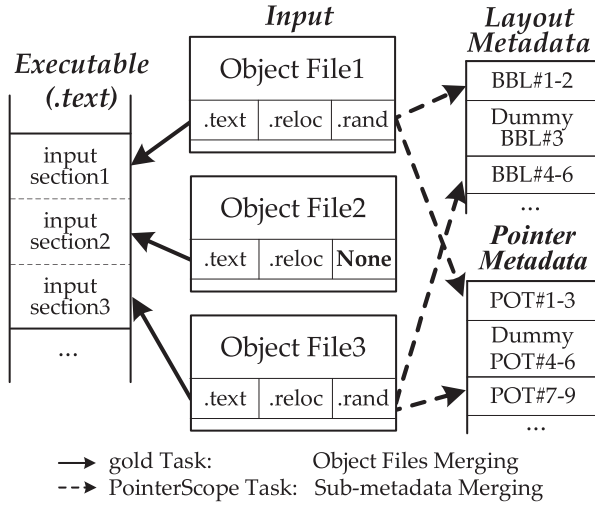 Input
Executable
(.text)
input
section1
input
section2
input
section3
...
Object File1
.text .reloc .rand
Object File2
.text .reloc None
Object File3
.text .reloc .rand
Layout
Metadata
BBL#1-2
Dummy
BBL#3
BBL#4-6
...
Pointer
Metadata
POT#1-3
Dummy
POT#4-6
POT#7-9
...
gold Task: Object Files Merging
PointerScope Task: Sub-metadata Merging